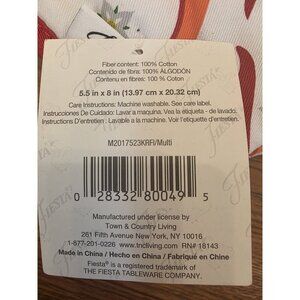 Fiber content: 100% Cotton
Contenido de fibra: 100% ALGODÓN
Contenu en fibres : 100 % Coton
5.5 in x 8 in (13.97 cm x 20.32 cm)
Care Instructions: Machine washable. See care label.
Instrucciones De Cuidado: Lavar a maquina. Vea la etiqueta - de lavado.
Instructions D'entretien : Lavable à la machine. Voir l'étiquette d'entretien.
M2017523KRFI/Multi
0 28332 80049 5
Manufactured under license by
Town & Country Living
261 Fifth Avenue New York, NY 10016
1-877-201-0226 www.tncliving.com RN# 18143
Made in China / Hecho en China / Fabriqué en Chine
Fiesta® is a registered trademark of
THE FIESTA TABLEWARE COMPANY.